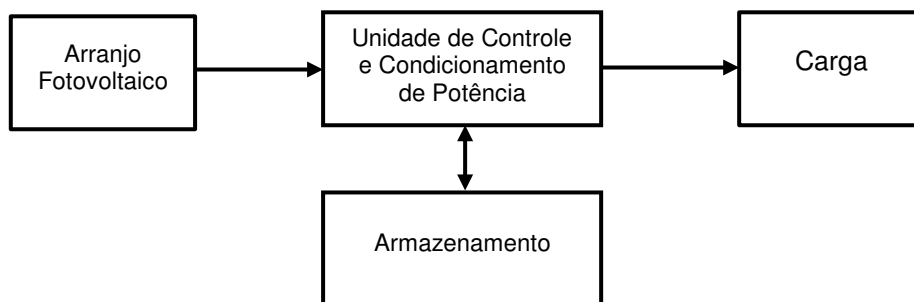 Arranjo
Fotovoltaico
Unidade de Controle
e Condicionamento
de Potência
Carga
Armazenamento